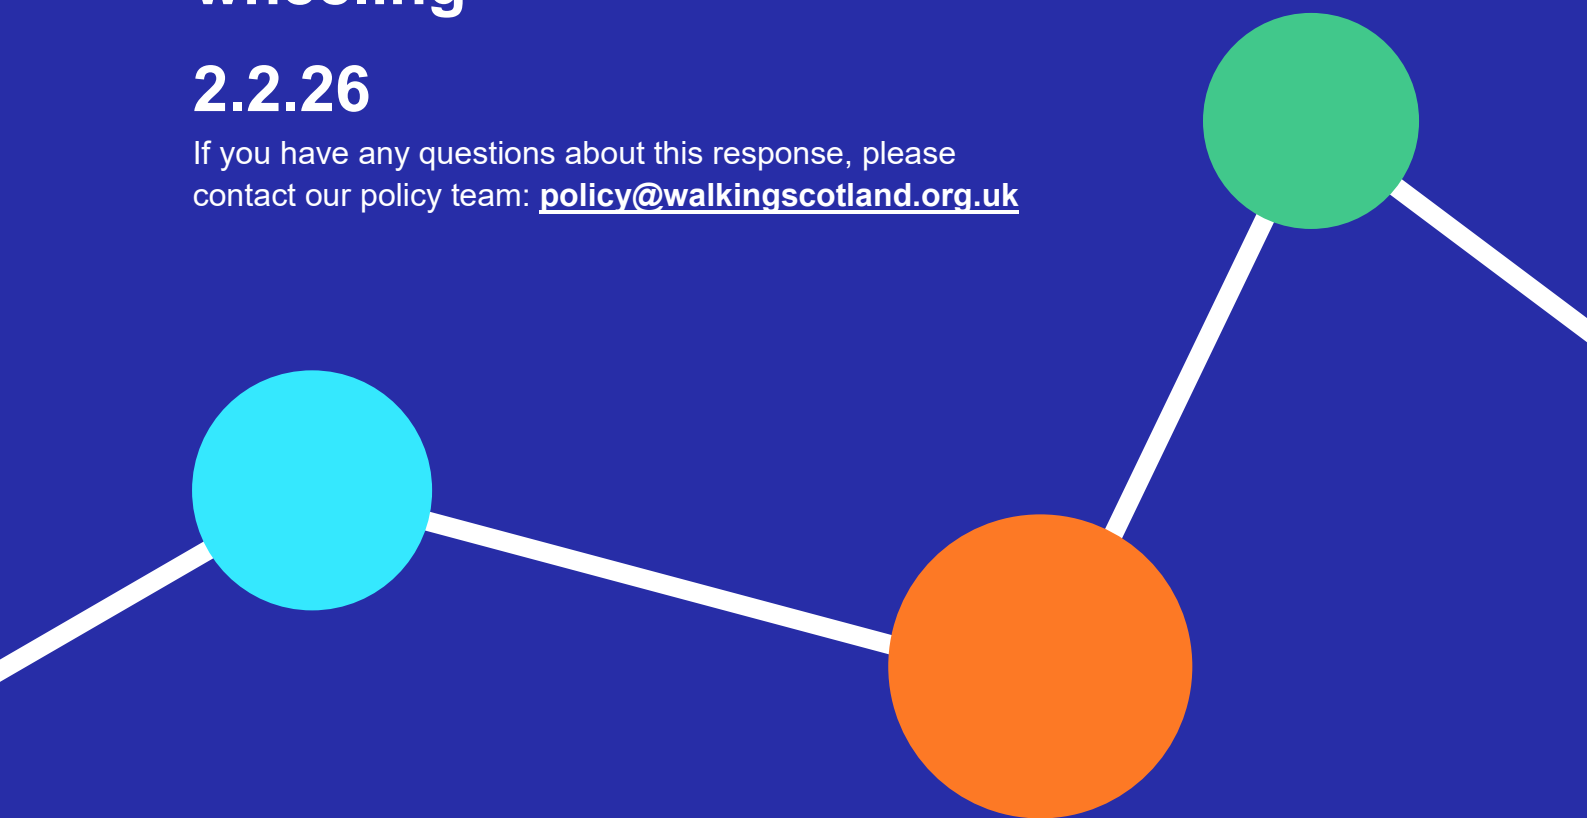 wheeling
2.2.26
If you have any questions about this response, please
contact our policy team: policy@walkingscotland.org.uk